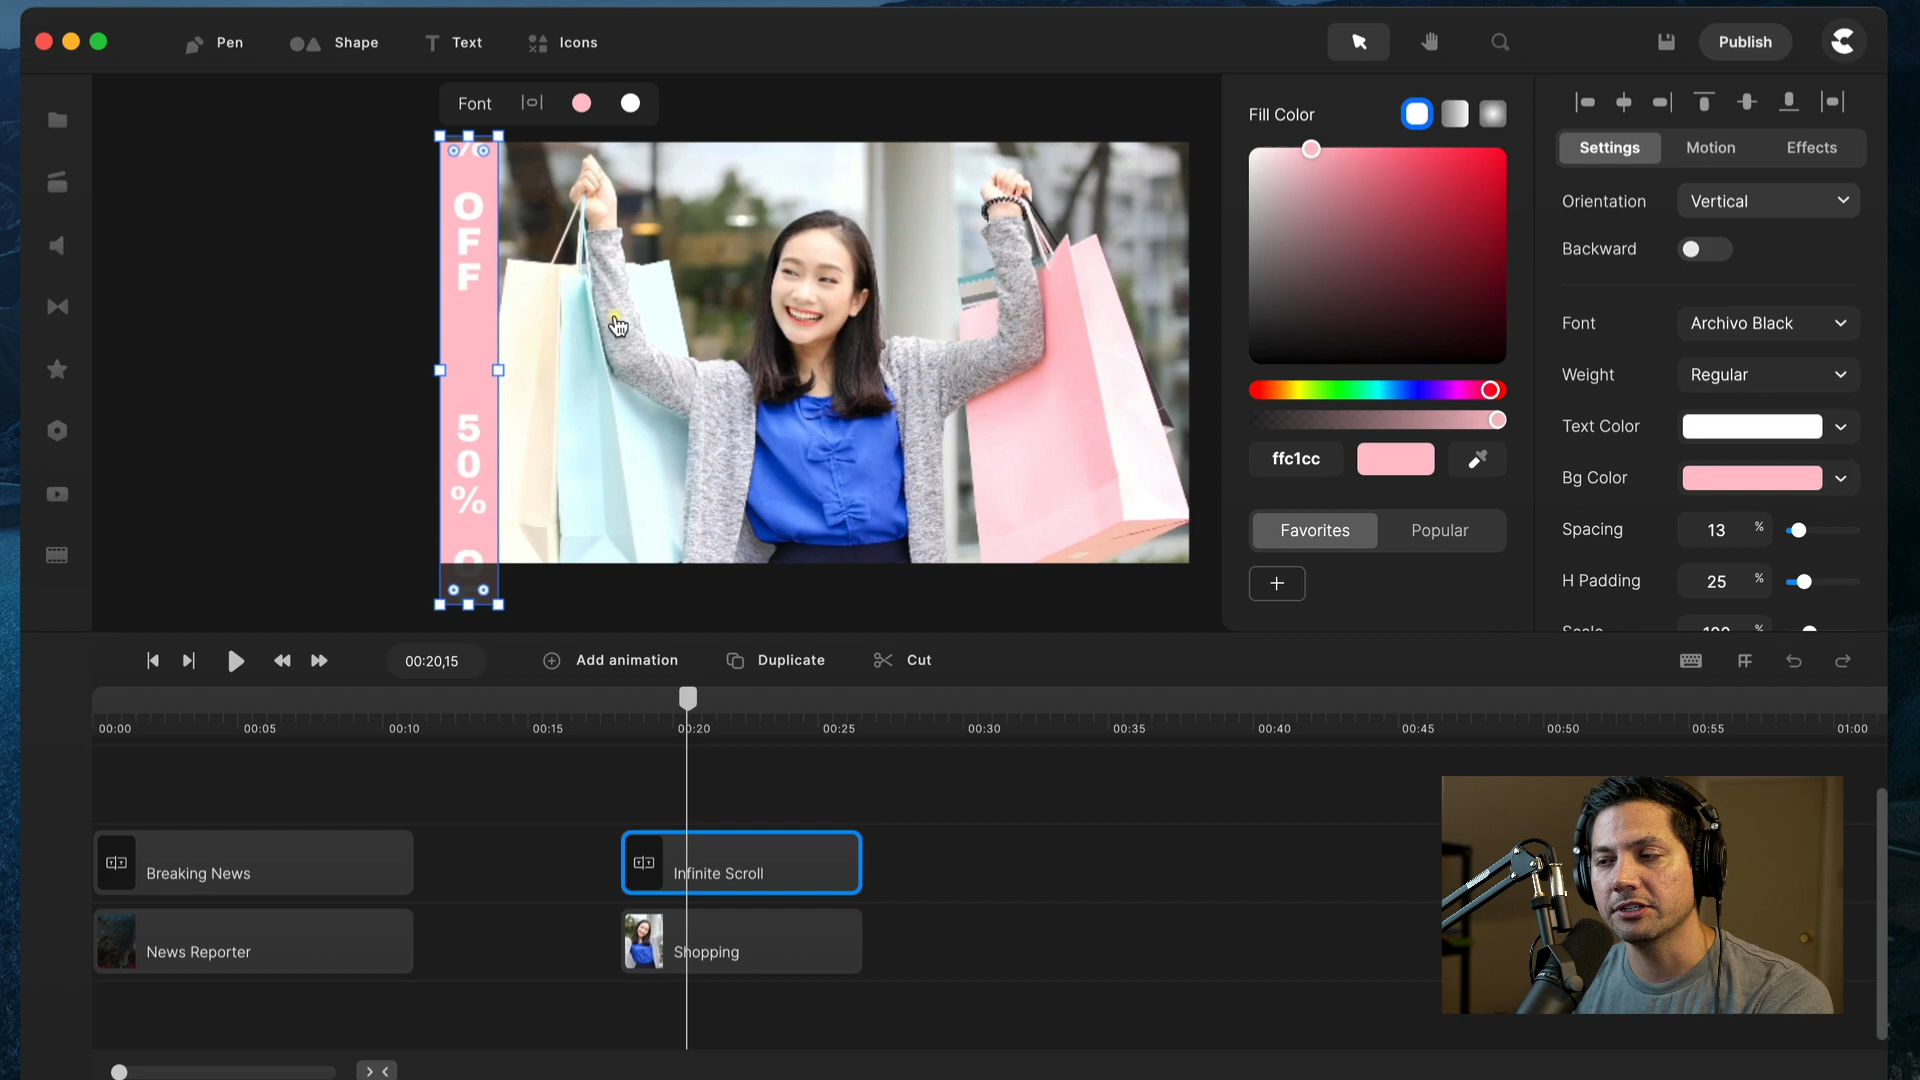 Pen
Shape
Text
Icons
Publish
Font
Fill Color
Settings
Motion
Effects
Orientation
Vertical
Backward
Font
Archivo Black
Weight
Regular
Text Color
Bg Color
Spacing
13 %
H Padding
25 %
ffc1cc
Favorites
Popular
+
%
O
F
F
5
0
%
O
00:20,15
Add animation
Duplicate
Cut
00:00
00:05
00:10
00:15
00:20
00:25
00:30
00:35
00:40
00:45
00:50
00:55
01:00
Breaking News
Infinite Scroll
News Reporter
Shopping